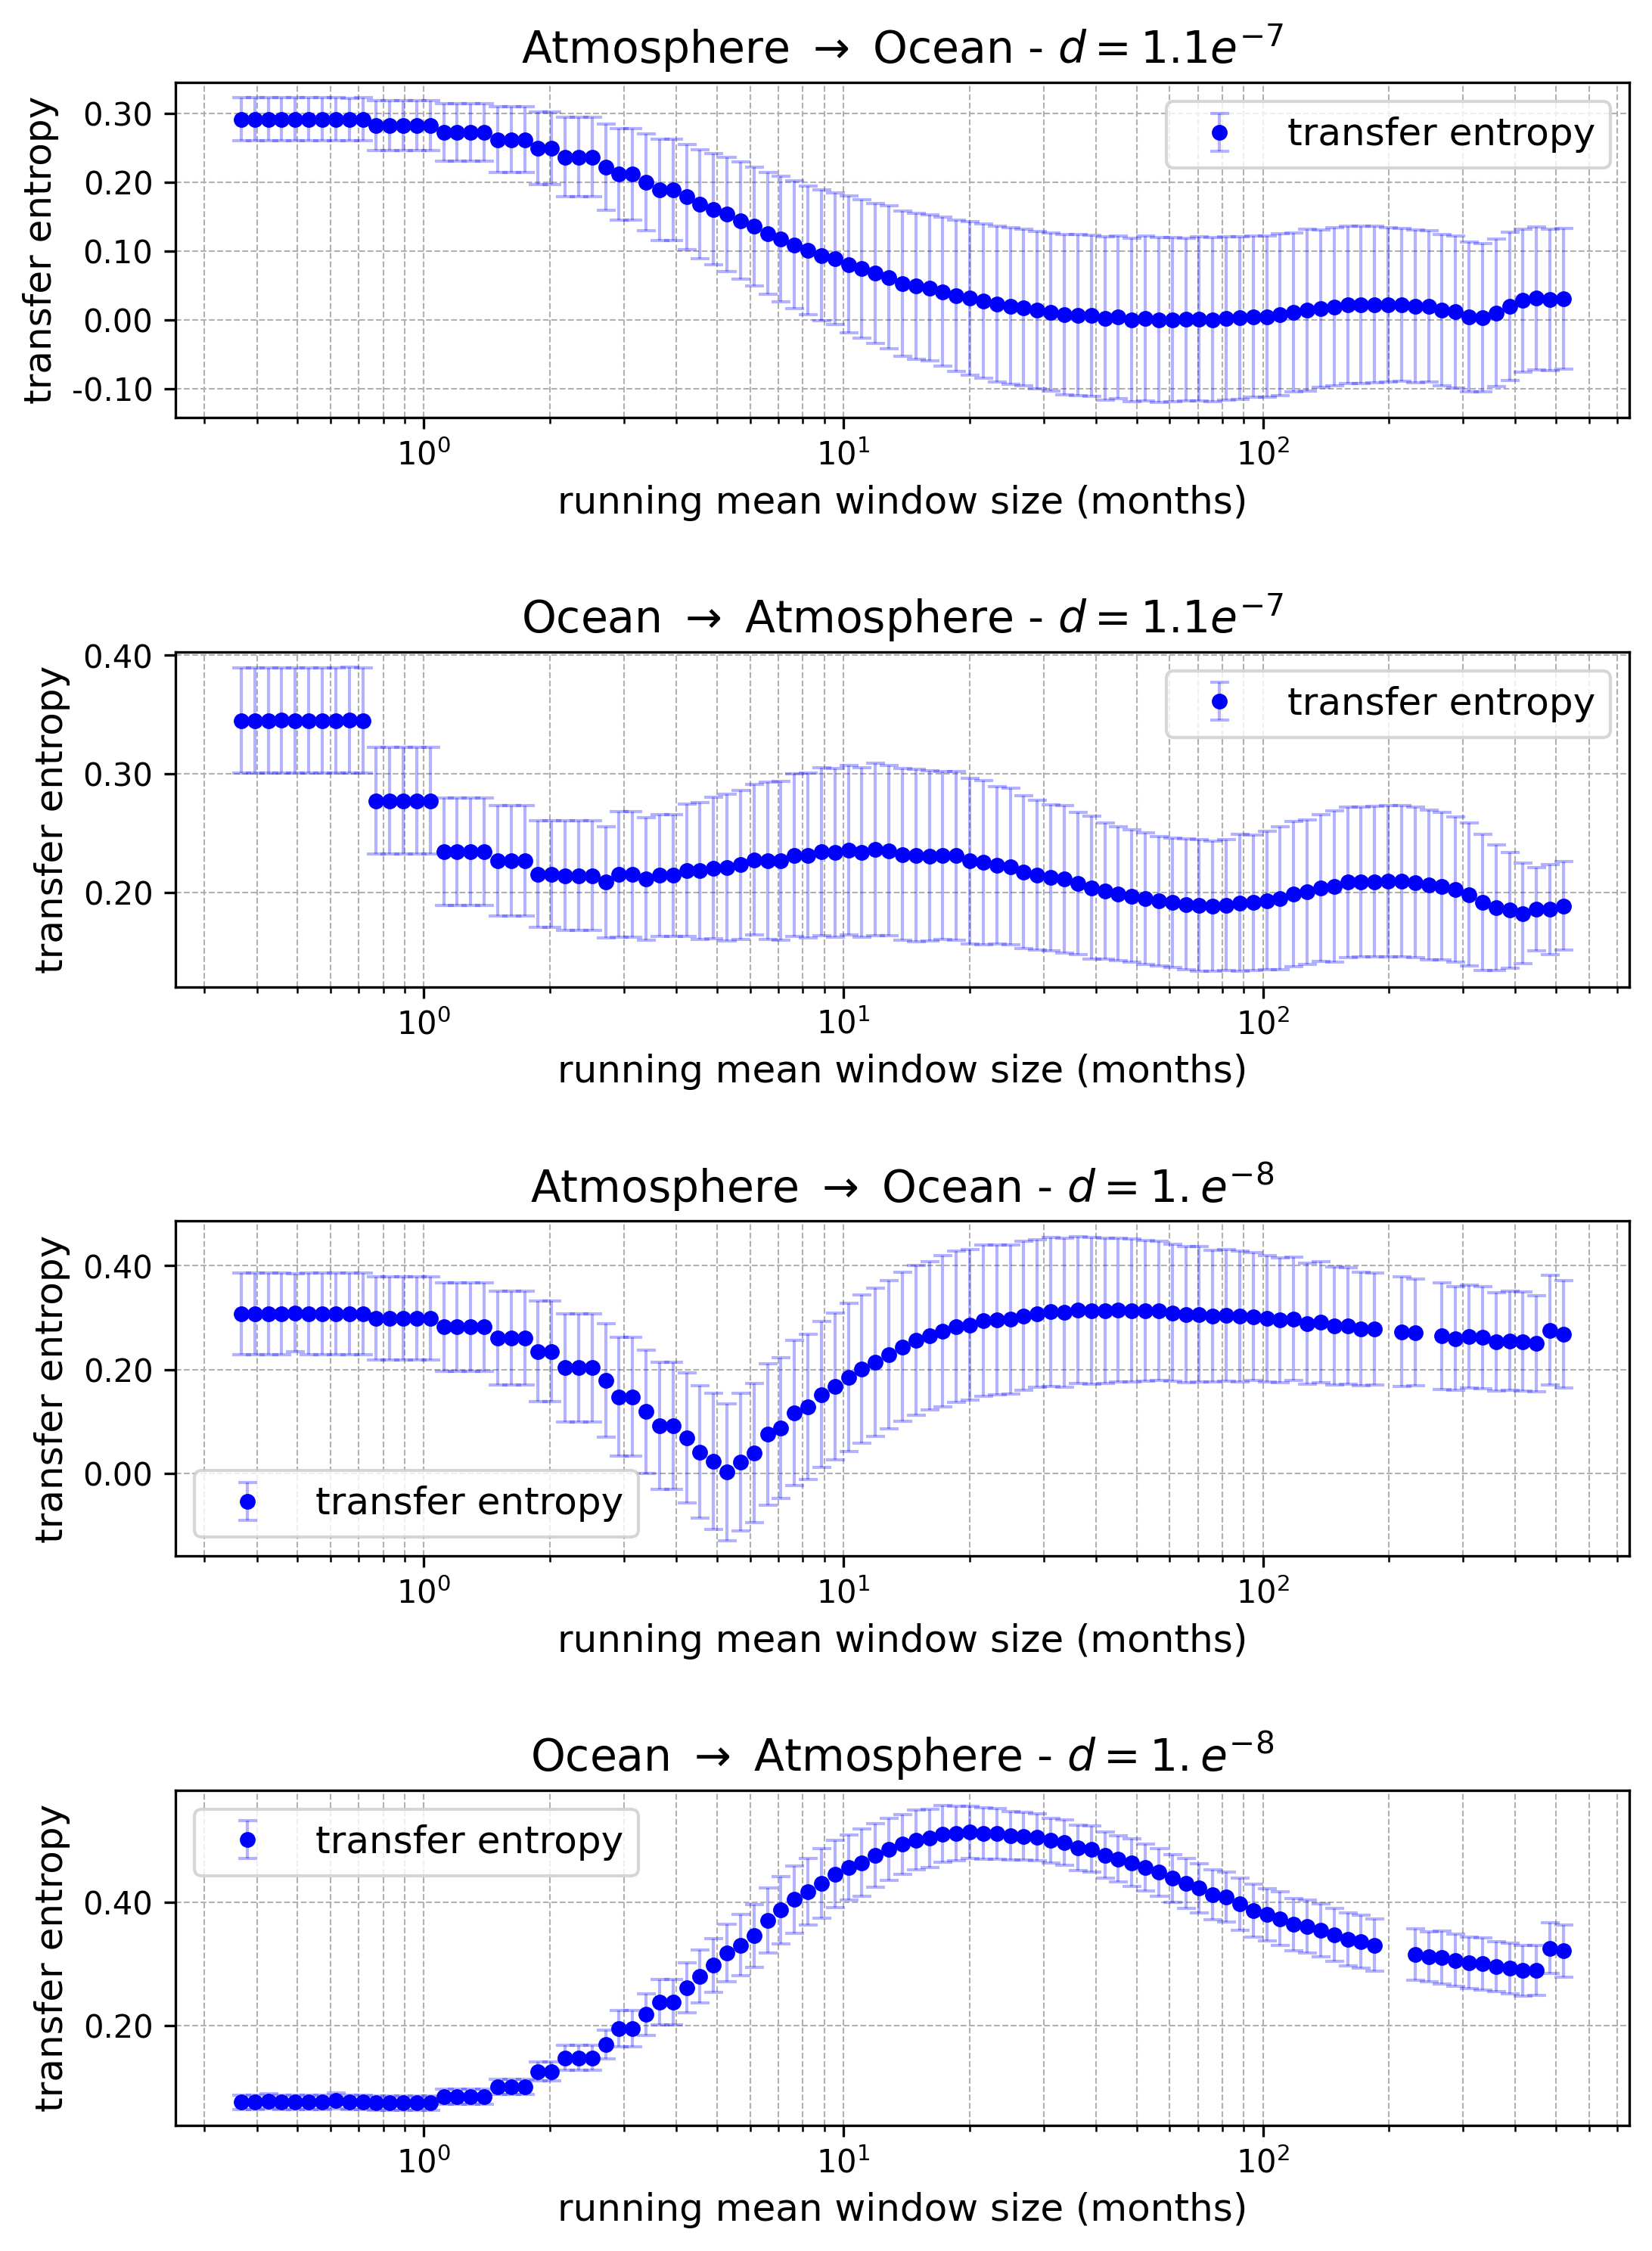 Atmosphere → Ocean - d = 1.1e⁻⁷
transfer entropy
0.30
0.20
0.10
0.00
-0.10
transfer entropy
10⁰ 10¹ 10²
running mean window size (months)
Ocean → Atmosphere - d = 1.1e⁻⁷
transfer entropy
0.40
0.30
0.20
transfer entropy
10⁰ 10¹ 10²
running mean window size (months)
Atmosphere → Ocean - d = 1.e⁻⁸
transfer entropy
0.40
0.20
0.00
transfer entropy
10⁰ 10¹ 10²
running mean window size (months)
Ocean → Atmosphere - d = 1.e⁻⁸
transfer entropy
0.40
0.20
transfer entropy
10⁰ 10¹ 10²
running mean window size (months)